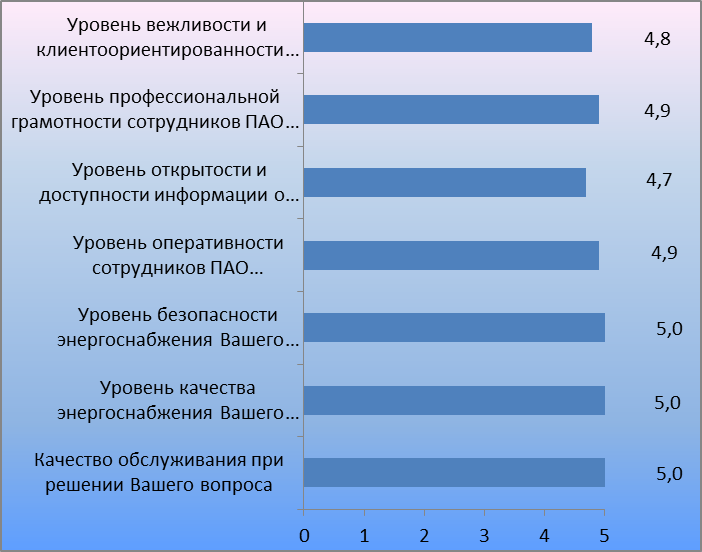 Уровень вежливости и
клиентоориентированности...
4,8
Уровень профессиональной
грамотности сотрудников ПАО...
4,9
Уровень открытости и
доступности информации о...
4,7
Уровень оперативности
сотрудников ПАО...
4,9
Уровень безопасности
энергоснабжения Вашего...
5,0
Уровень качества
энергоснабжения Вашего...
5,0
Качество обслуживания при
решении Вашего вопроса
5,0
0 1 2 3 4 5